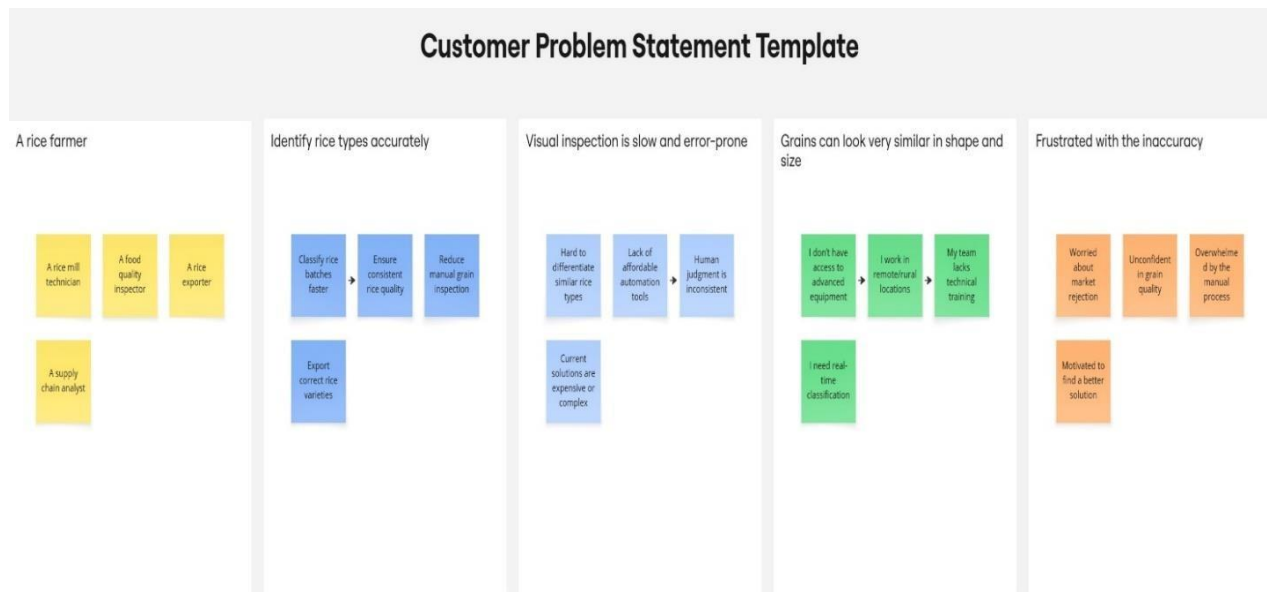 Customer Problem Statement Template
A rice farmer
A rice mill
technician
A food
quality
inspector
A rice
exporter
A supply
chain analyst
Identify rice types accurately
Classify rice
batches
faster
Ensure
consistent
rice quality
Reduce
manual grain
inspection
Export
correct rice
varieties
Visual inspection is slow and error-prone
Hard to
differentiate
similar rice
types
Lack of
affordable
automation
tools
Human
judgment is
inconsistent
Current
solutions are
expensive or
complex
Grains can look very similar in shape and
size
I don't have
access to
advanced
equipment
I work in
remote/rural
locations
My team
lacks
technical
training
I need real-
time
classification
Frustrated with the inaccuracy
Worried
about
market
rejection
Unconfident
in grain
quality
Overwhelme
d by the
manual
process
Motivated to
find a better
solution